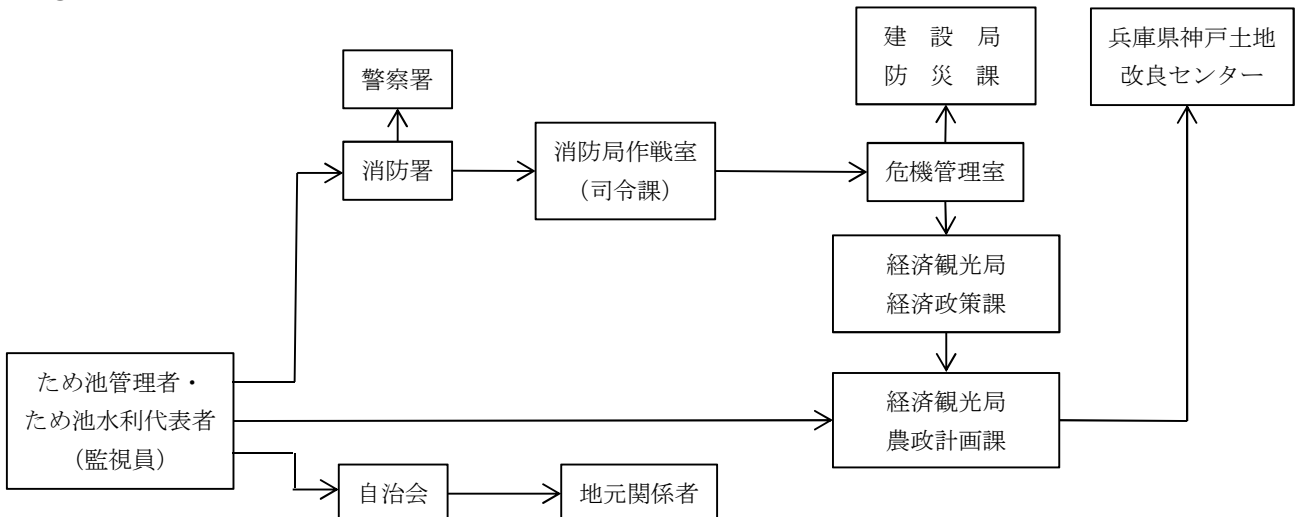 建　設　局
防　災　課
兵庫県神戸土地
改良センター
警察署
消防署
消防局作戦室
（司令課）
危機管理室
経済観光局
経済政策課
ため池管理者・
ため池水利代表者
（監視員）
経済観光局
農政計画課
自治会
地元関係者